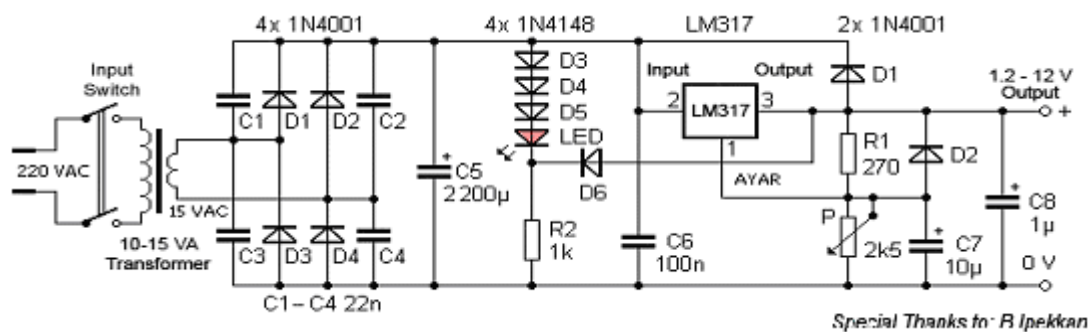 4x 1N4001
4x 1N4148
LM317
2x 1N4001
Input
Switch
220 VAC
15 VAC
10-15 VA
Transformer
C1
D1
D2
C2
C3
D3
D4
C4
C1 – C4 22n
+
C5
2200µ
D3
D4
D5
LED
D6
R2
1k
Input
Output
2
LM317
3
1
AYAR
C6
100n
D1
R1
270
D2
P
2k5
+
C7
10µ
+
C8
1µ
1.2 - 12 V
Output
+
0 V
Special Thanks to: B.Ipekkan